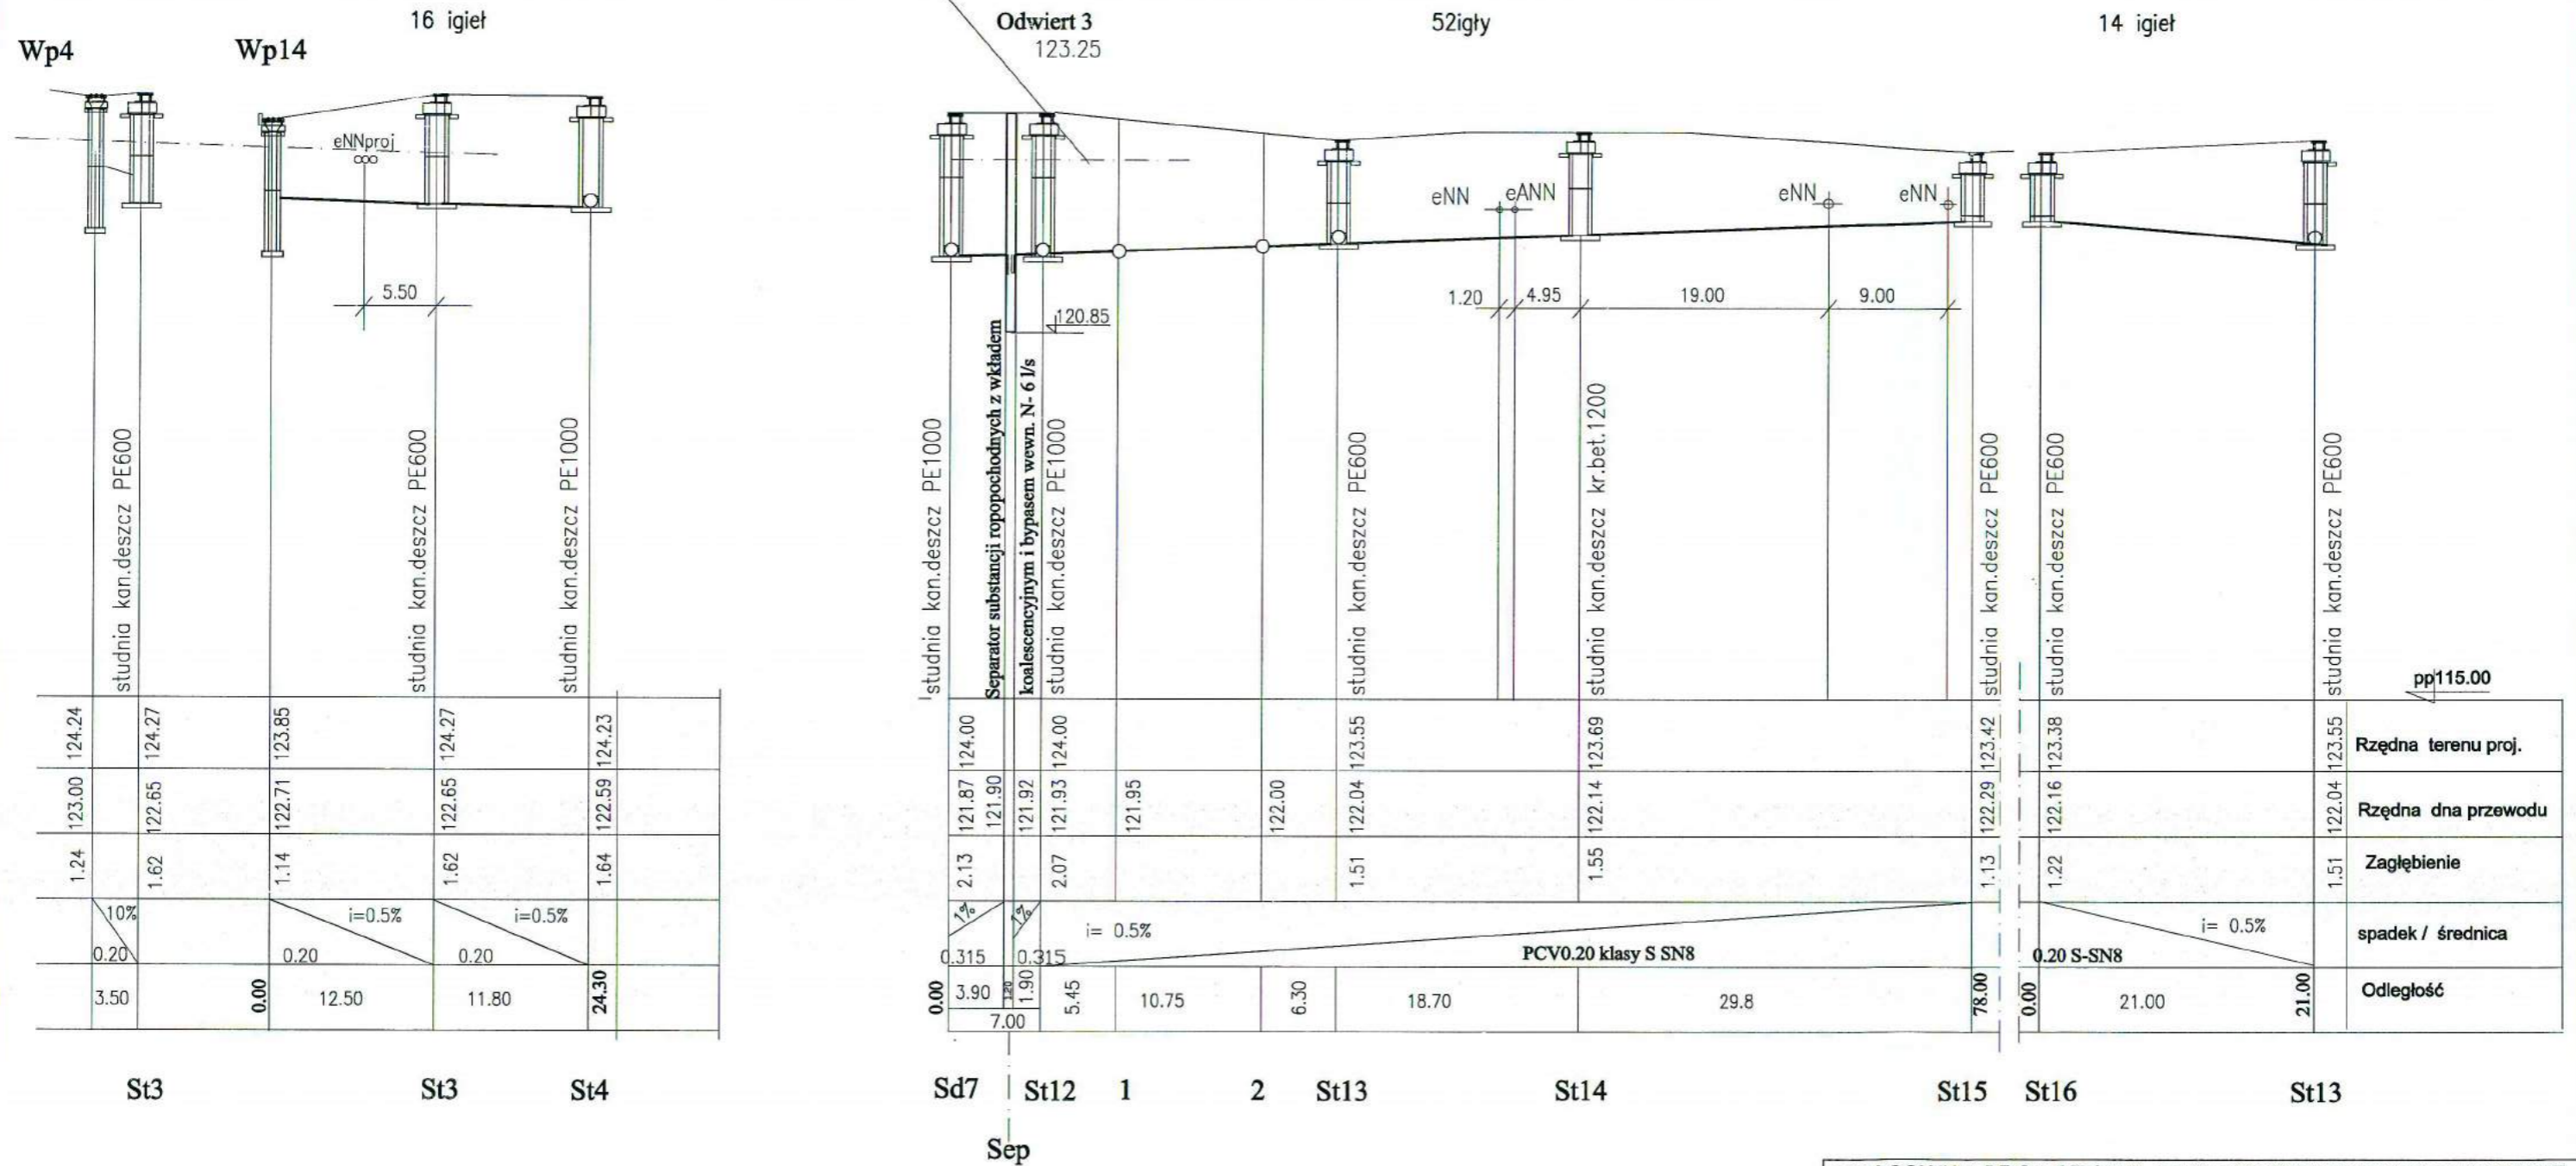 16 igieł
52igły
14 igieł
Wp4
Wp14
Odwiert 3
123.25
eNNproj
eNN
eANN
eNN
eNN
5.50
1.20
4.95
19.00
9.00
120.85
studnia kan.deszcz PE600
studnia kan.deszcz PE600
studnia kan.deszcz PE1000
studnia kan.deszcz PE1000
Separator substancji ropopochodnych z wkładem
koalescencyjnym i bypasem wewn. N- 6 l/s
studnia kan.deszcz PE1000
studnia kan.deszcz PE600
studnia kan.deszcz kr.bet.1200
studnia kan.deszcz PE600
studnia kan.deszcz PE600
studnia kan.deszcz PE600
pp115.00
124.24 124.27 123.85 124.27 124.23 124.00 124.00 123.55 123.69 123.42 123.38 123.55 Rzędna terenu proj.
123.00 122.65 122.71 122.65 122.59 121.87 121.90 121.92 121.93 121.95 122.00 122.04 122.14 122.29 122.16 122.04 Rzędna dna przewodu
1.24 1.62 1.14 1.62 1.64 2.13 2.07 1.51 1.55 1.13 1.22 1.51 Zagłębienie
10% i=0.5% i=0.5% 1% 1% i= 0.5% i= 0.5% spadek / średnica
0.20 0.20 0.20 0.315 0.315 PCV0.20 klasy S SN8 0.20 S-SN8
3.50 0.00 12.50 11.80 24.30 0.00 3.90 1.20 1.90 5.45 10.75 6.30 18.70 29.8 78.00 0.00 21.00 21.00 Odległość
7.00
St3 St3 St4 Sd7 St12 1 2 St13 St14 St15 St16 St13
Sep